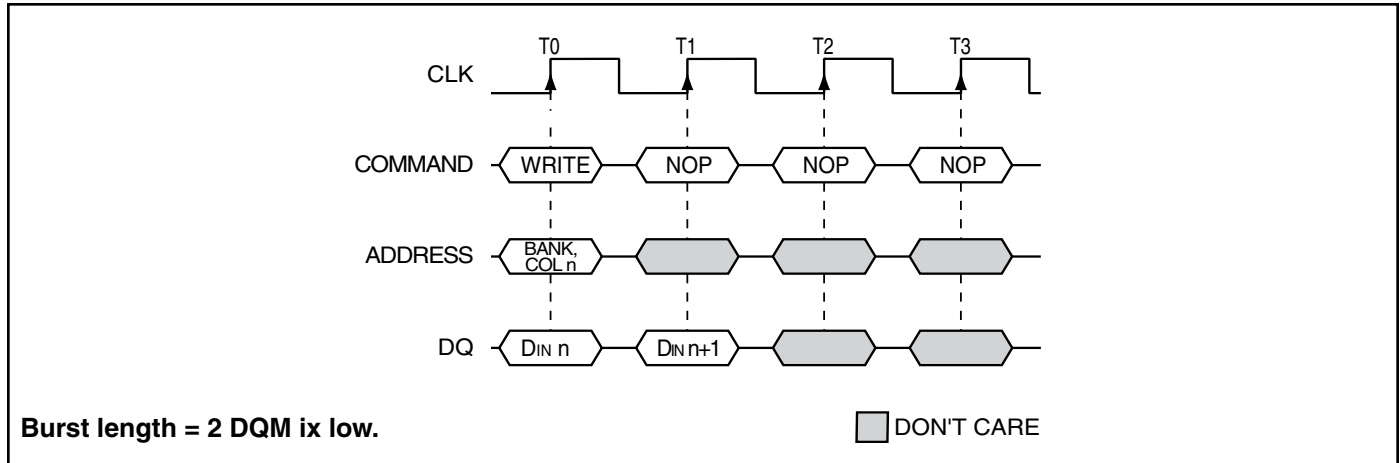 T0 T1 T2 T3
CLK
COMMAND WRITE NOP NOP NOP
ADDRESS BANK,
COL n
DQ DIN n DIN n+1
Burst length = 2 DQM ix low.
DON'T CARE